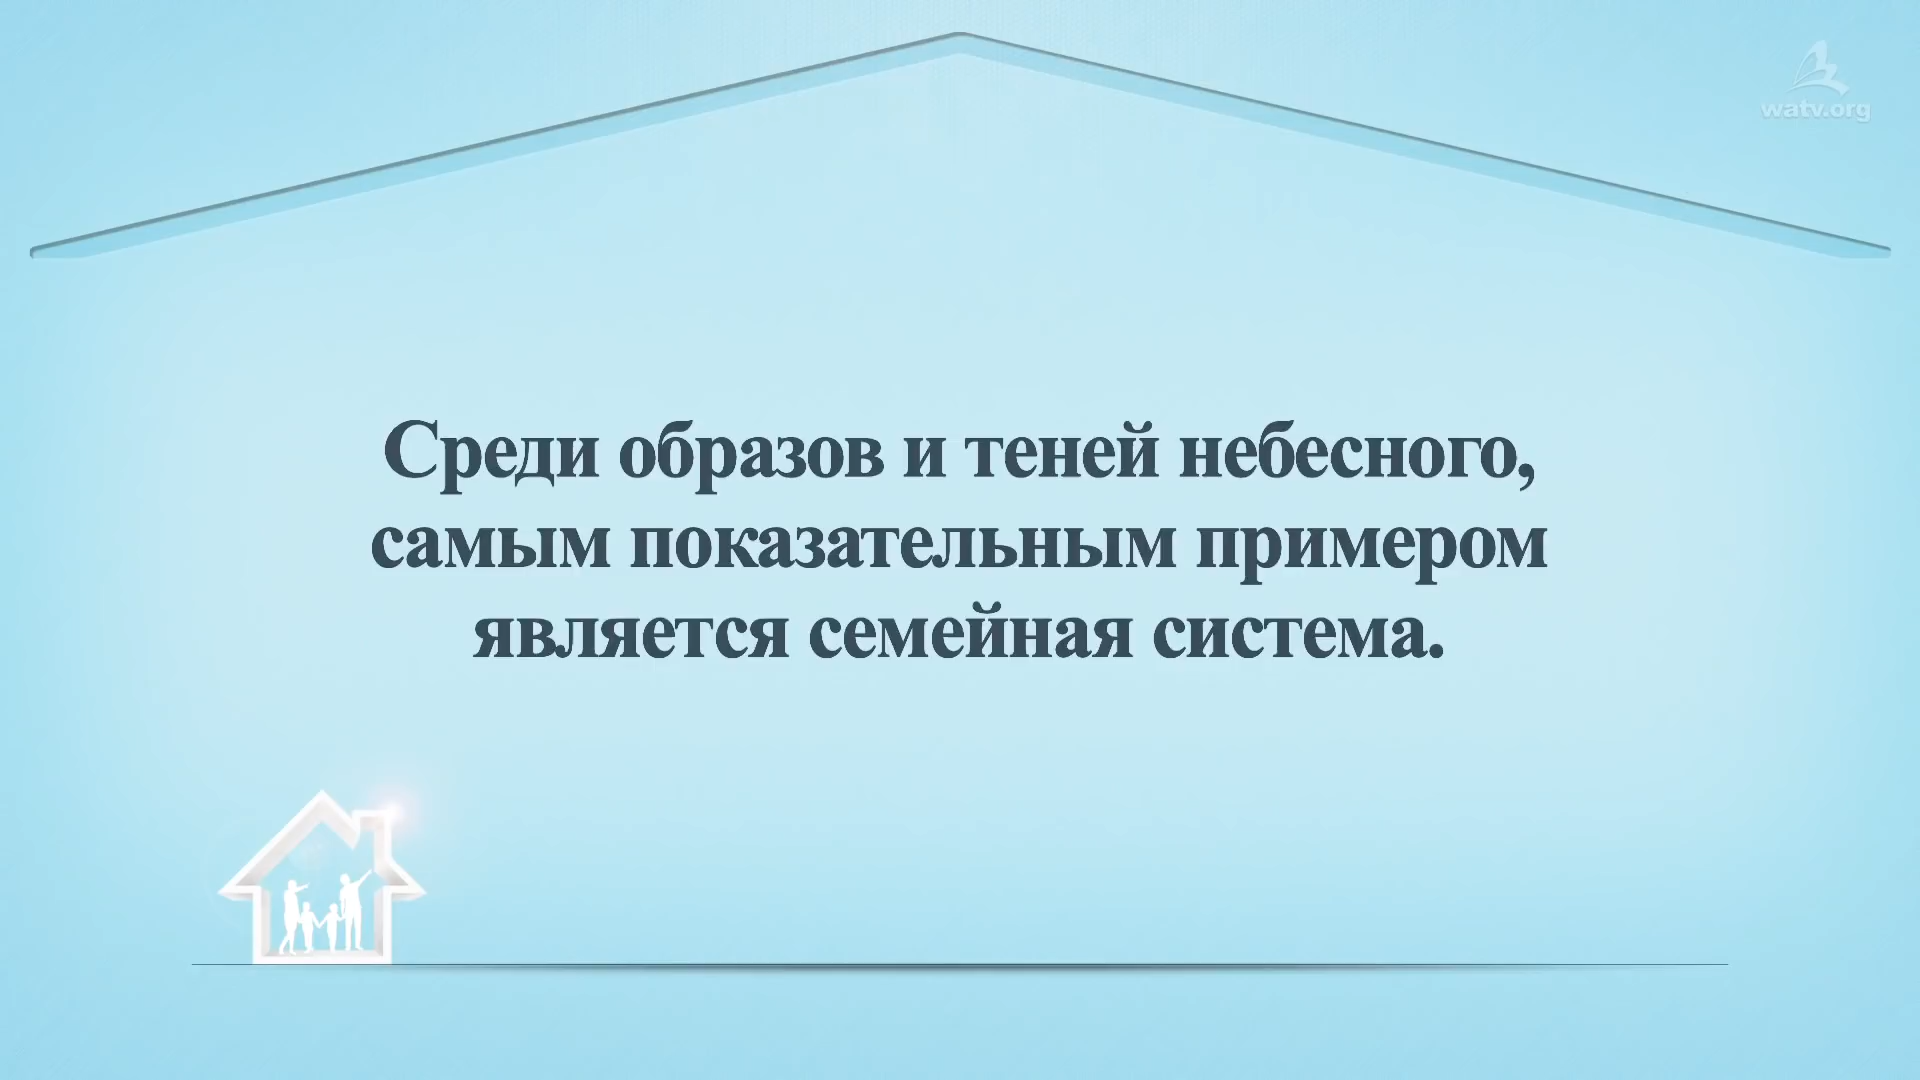 watv.org
Среди образов и теней небесного,
самым показательным примером
является семейная система.